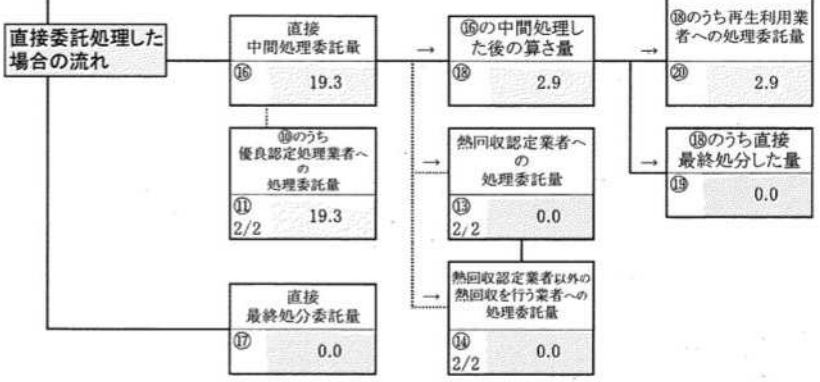 直接委託処理した
場合の流れ
直接
中間処理委託量
⑯
19.3
→
⑯の中間処理し
た後の算さ量
⑱
2.9
→
⑱のうち再生利用業
者への処理委託量
⑳
2.9
⑩のうち
優良認定処理業者へ
の
処理委託量
⑪
2/2
19.3
→
熱回収認定業者へ
の
処理委託量
⑬
2/2
0.0
→
⑱のうち直接
最終処分した量
⑲
0.0
直接
最終処分委託量
⑰
0.0
→
熱回収認定業者以外の
熱回収を行う業者への
処理委託量
⑭
2/2
0.0